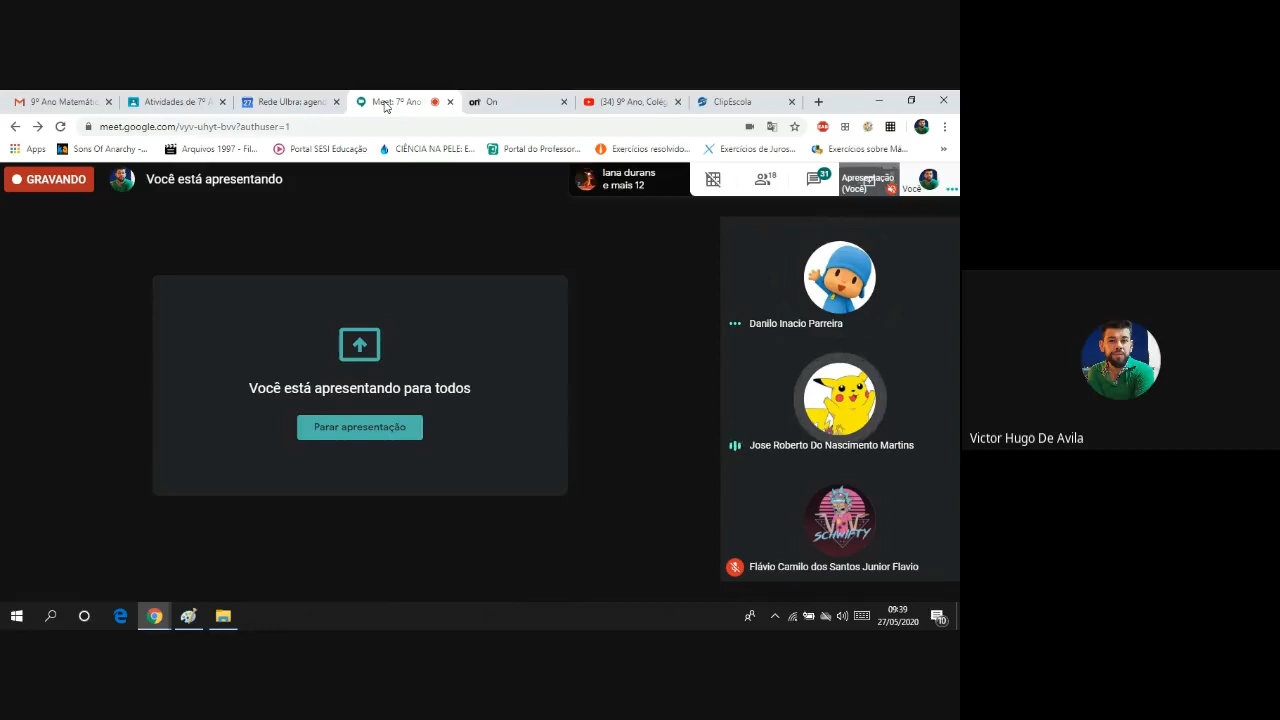 9º Ano Matemátic
Atividades de 7º A
Rede Ulbra: agend
Meet: 7º Ano
On
(34) 9º Ano, Colég
ClipEscola
meet.google.com/vyv-uhyt-bvv?authuser=1
Apps
Sons Of Anarchy -...
Arquivos 1997 - Fil...
Portal SESI Educação
CIÊNCIA NA PELE: E...
Portal do Professor...
Exercícios resolvido...
Exercícios de Juros...
Exercícios sobre Má...
»
GRAVANDO
Você está apresentando
Iana durans
e mais 12
18
31
Apresentação
(Você)
Você
Você está apresentando para todos
Parar apresentação
Danilo Inacio Parreira
Jose Roberto Do Nascimento Martins
SCHWIFTY
Flávio Camilo dos Santos Junior Flavio
Victor Hugo De Avila
09:39
27/05/2020
10